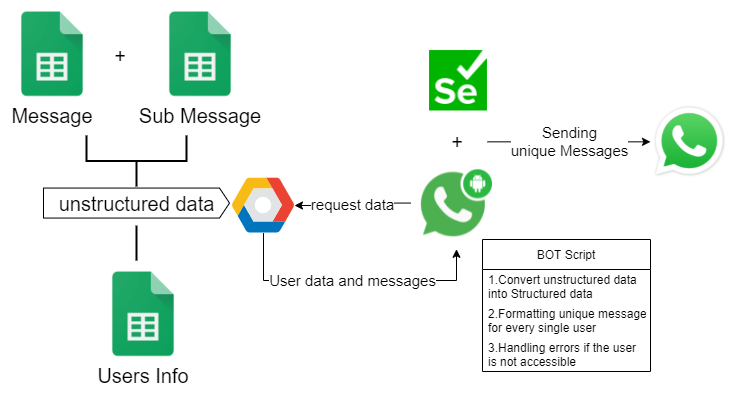 +
Message
Sub Message
unstructured data
Users Info
request data
User data and messages
Se
+
Sending
unique Messages
BOT Script
1.Convert unstructured data
into Structured data
2.Formatting unique message
for every single user
3.Handling errors if the user
is not accessible